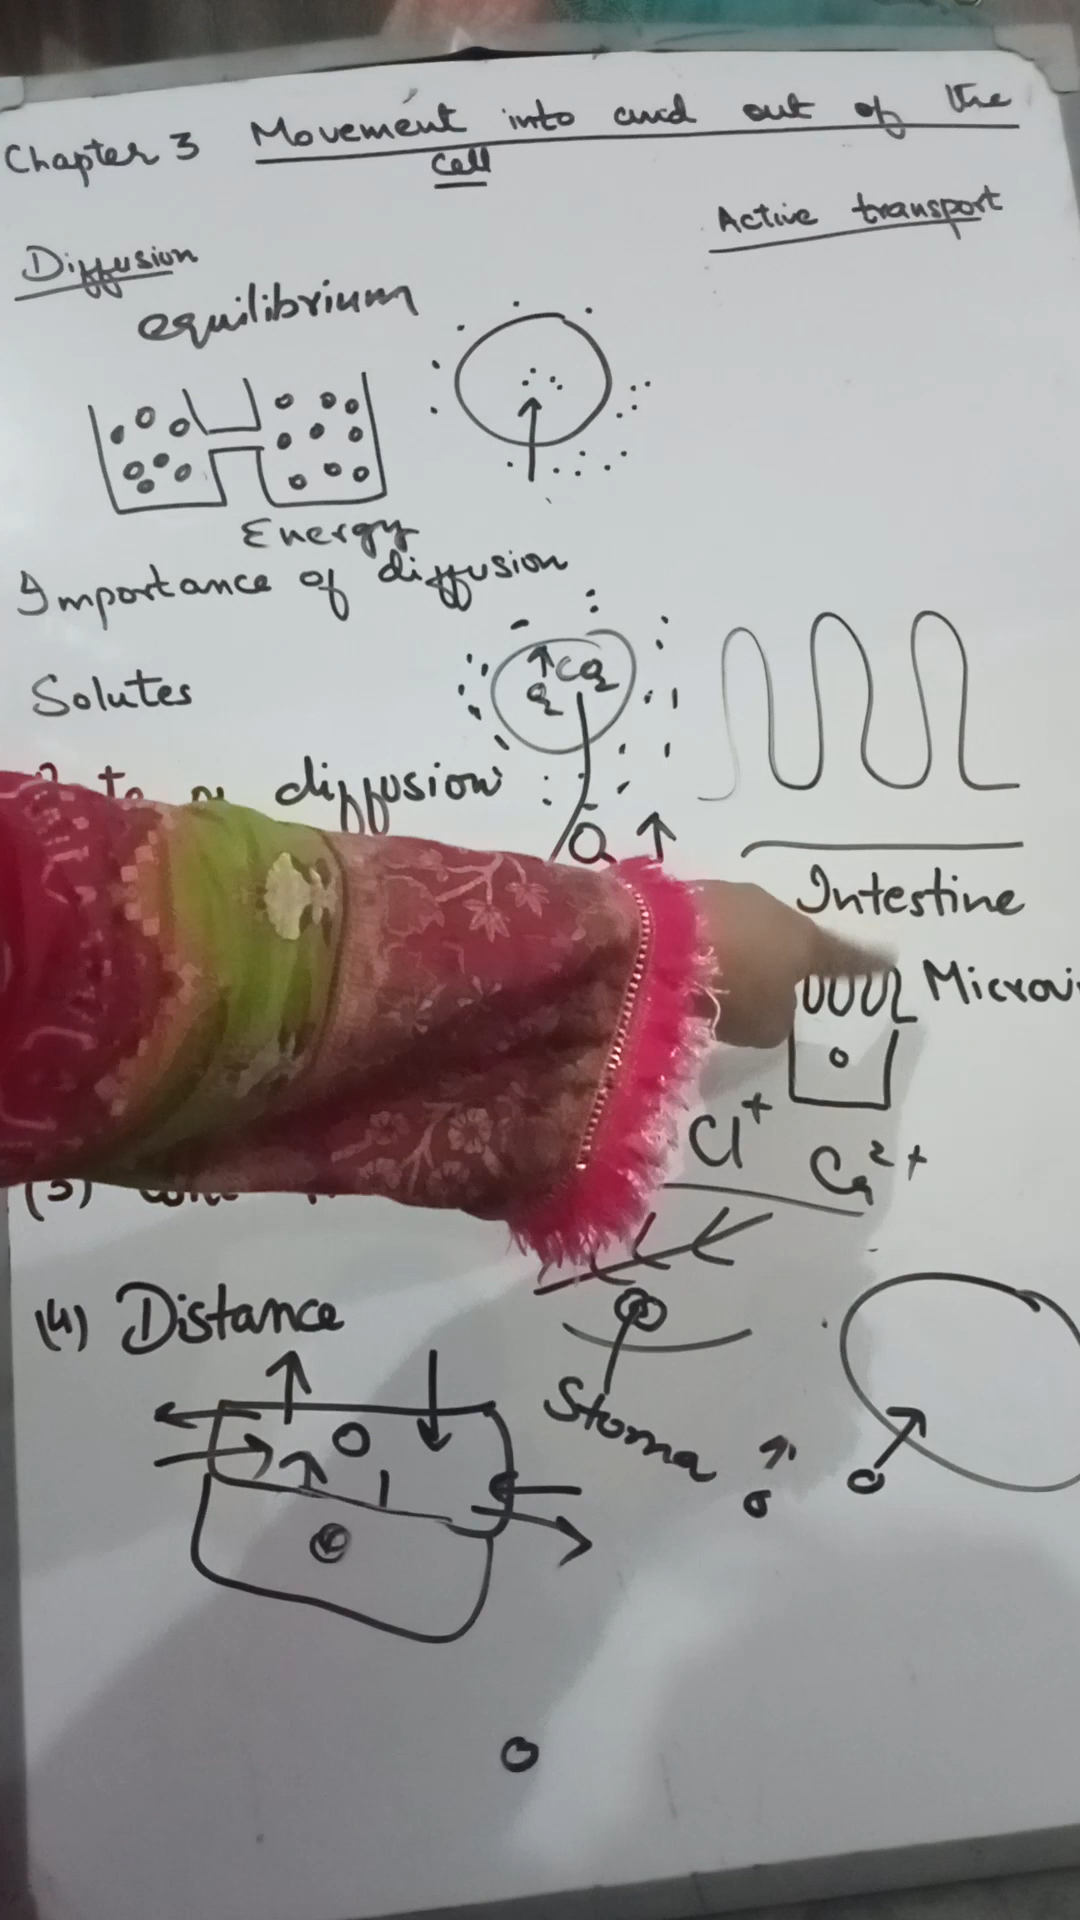 Chapter 3 Movement into and out of the
cell
Active transport
Diffusion
equilibrium
Energy
Importance of diffusion
Solutes
diffusion
Intestine
Cl+
Ca2+
(4) Distance
Stoma